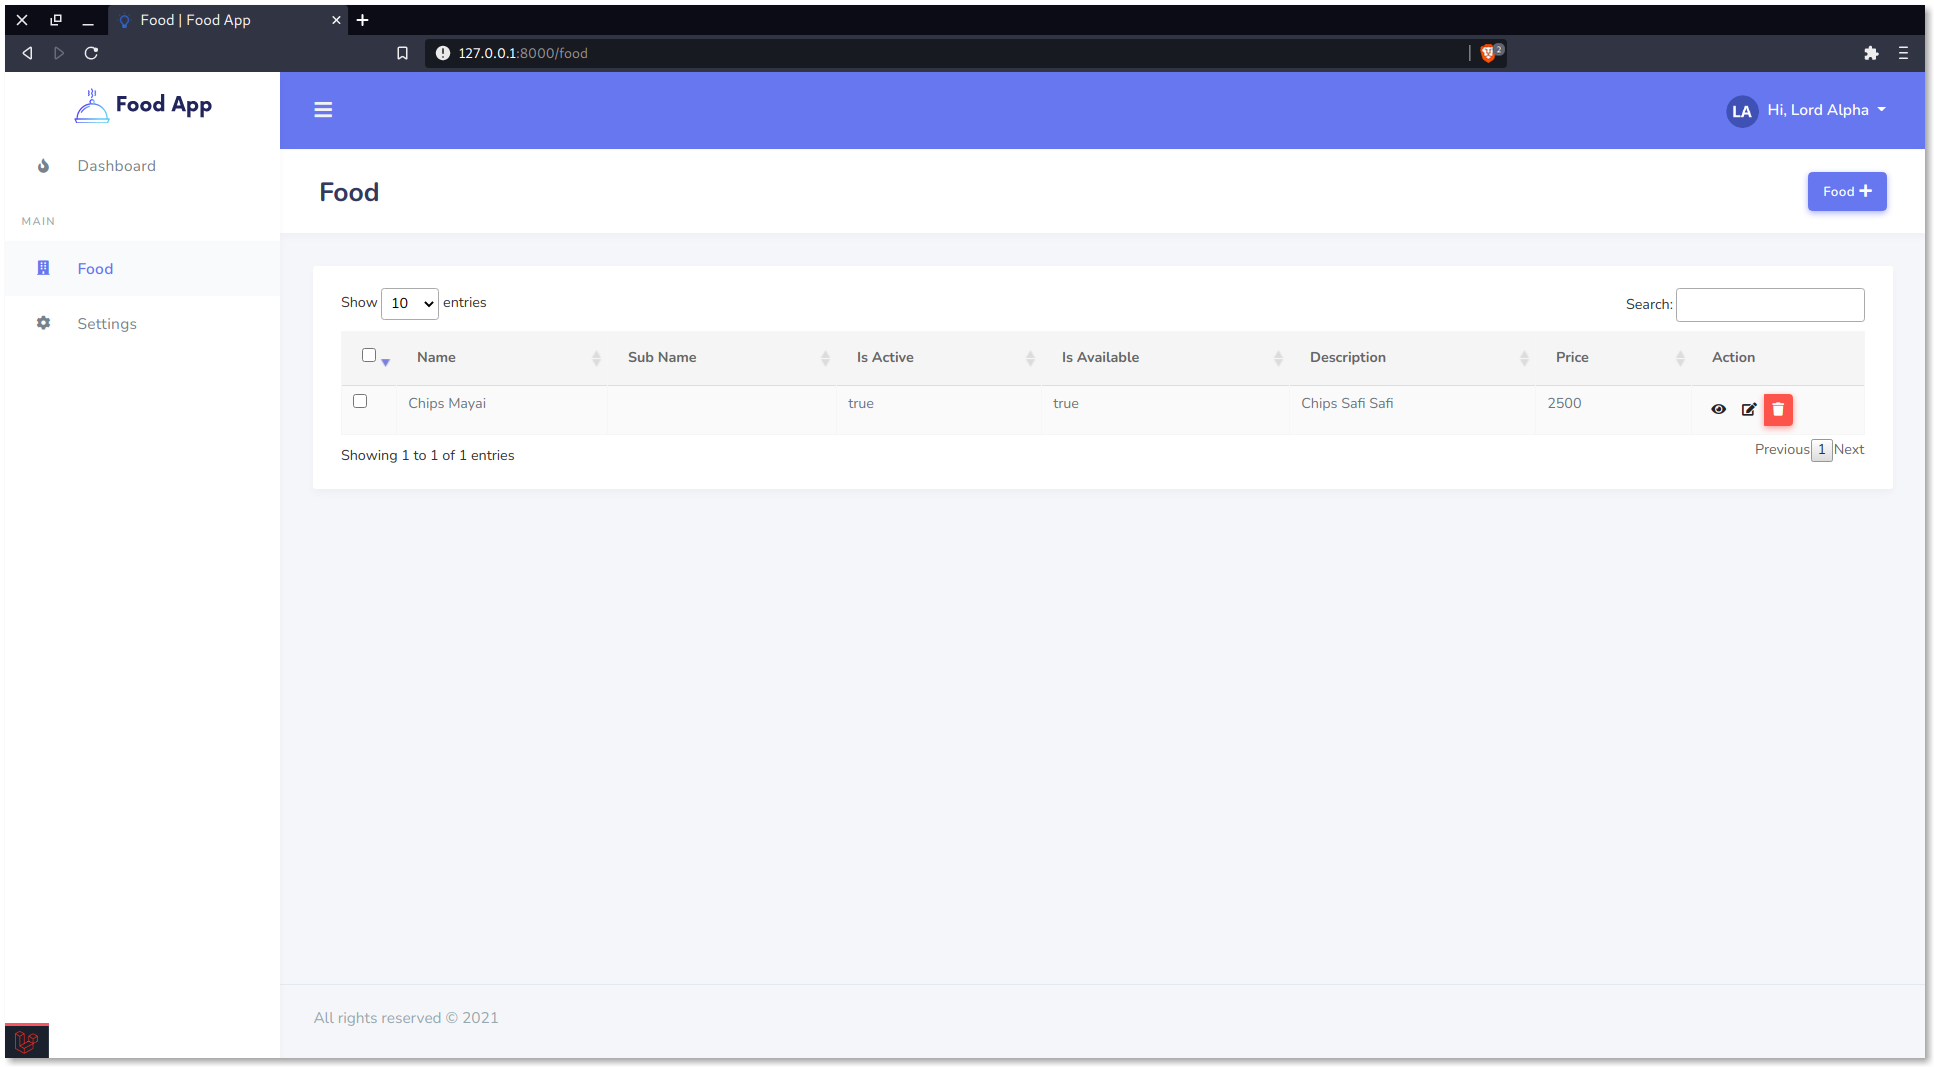 Food | Food App
127.0.0.1:8000/food
2
Food App
LA Hi, Lord Alpha
Dashboard
MAIN
Food
Settings
Food
Food
Show 10 entries
Search:
Name Sub Name Is Active Is Available Description Price Action
Chips Mayai true true Chips Safi Safi 2500
Showing 1 to 1 of 1 entries
Previous 1 Next
All rights reserved © 2021